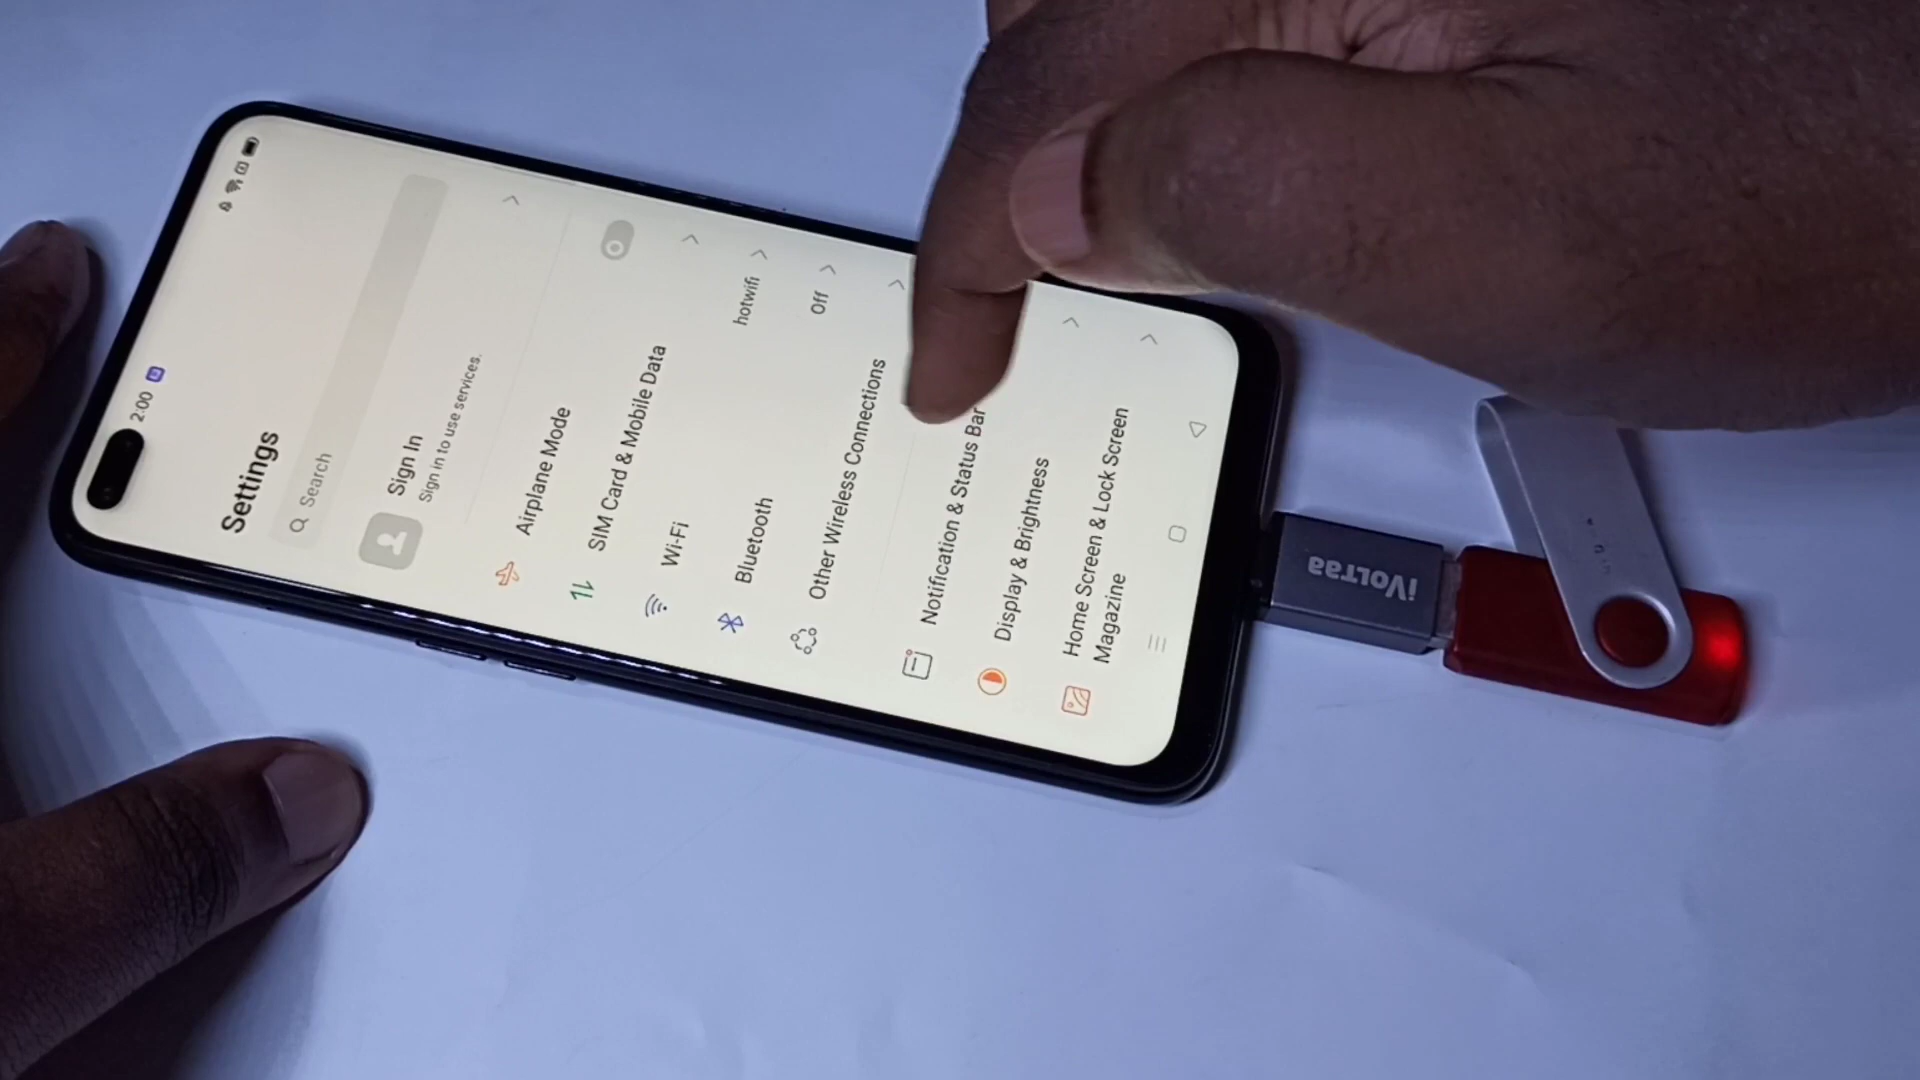 2:00
Settings
Search
Sign In
Sign in to use services.
Airplane Mode
SIM Card & Mobile Data
Wi-Fi
hotwifi
Bluetooth
Off
Other Wireless Connections
Notification & Status Bar
Display & Brightness
Home Screen & Lock Screen
Magazine
iVoltaa